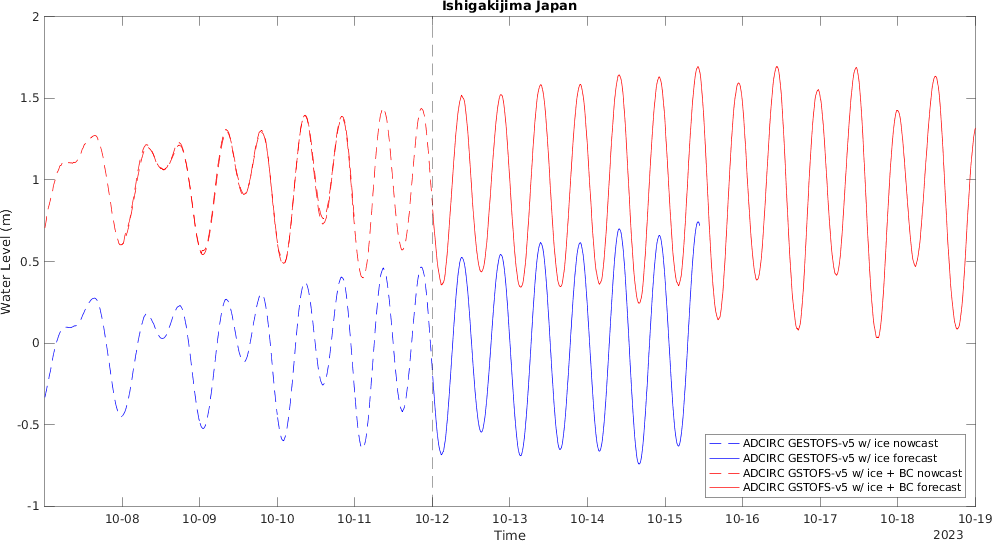 Ishigakijima Japan
Water Level (m)
2
1.5
1
0.5
0
-0.5
-1
ADCIRC GESTOFS-v5 w/ ice nowcast
ADCIRC GESTOFS-v5 w/ ice forecast
ADCIRC GSTOFS-v5 w/ ice + BC nowcast
ADCIRC GSTOFS-v5 w/ ice + BC forecast
10-08 10-09 10-10 10-11 10-12 10-13 10-14 10-15 10-16 10-17 10-18 10-19
Time
2023